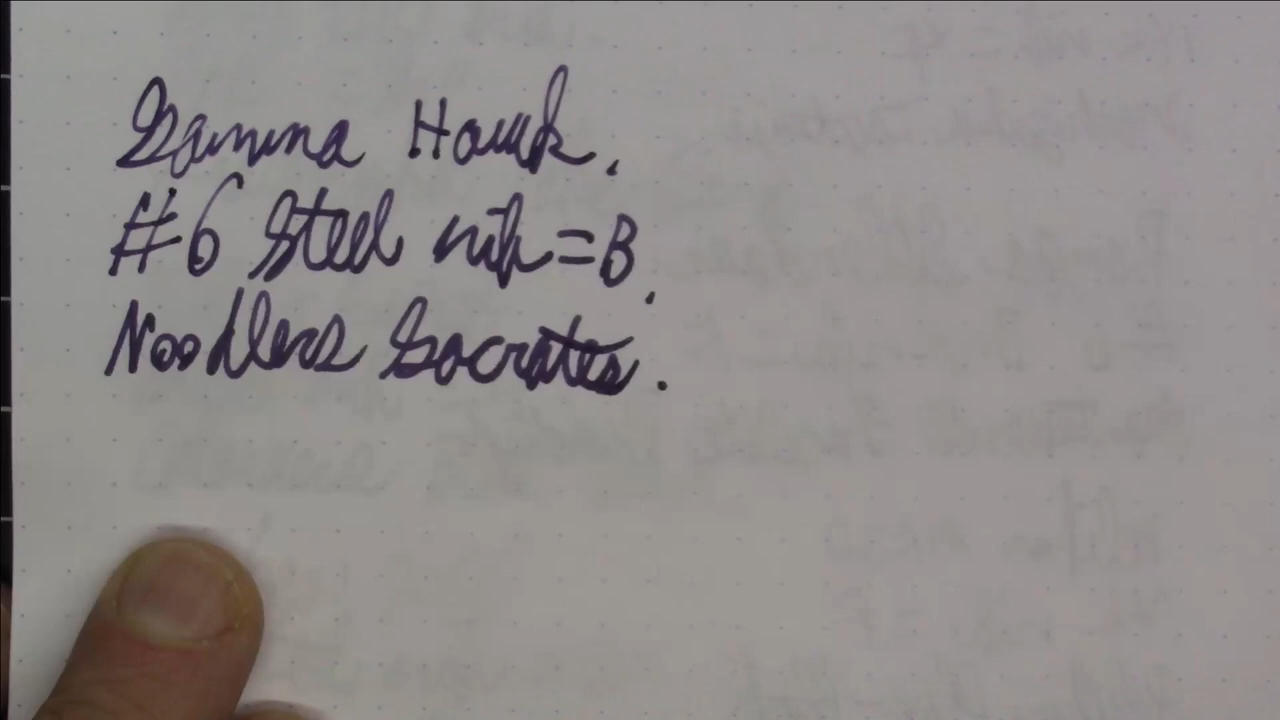 Gamma Hawk.
#6 Steel nib = B.
Noodlers Socrates.